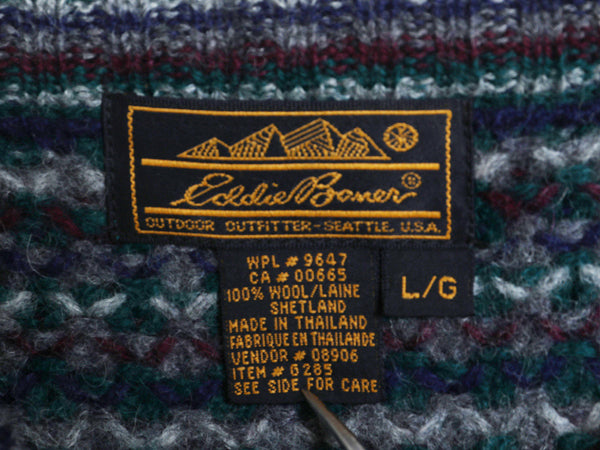 Eddie Bauer®
OUTDOOR OUTFITTER-SEATTLE, U.S.A.
WPL # 9647
CA # 00665
100% WOOL/LAINE
SHETLAND
MADE IN THAILAND
FABRIQUE EN THAILANDE
VENDOR # 08906
ITEM # G285
SEE SIDE FOR CARE
L/G